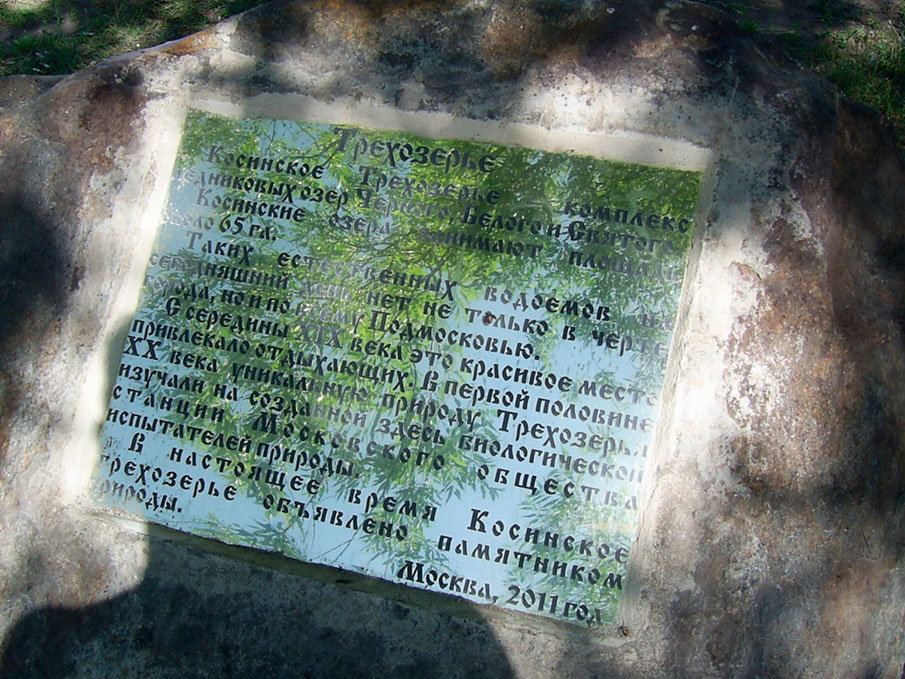 Трехозерье
Косинское Трехозерье комплекс
ледниковых озер Черного, Белого и Святого.
Косинские озера занимают площадь
около 65 га.
Таких естественных водоемов на
сегодняшний день нет не только в черте
города, но и по всему Подмосковью.
С середины XIX века это красивое место
привлекало отдыхающих. В первой половине
XX века уникальную природу Трехозерья
изучали на созданной здесь биологической
станции Московского общества
испытателей природы.
В настоящее время Косинское
Трехозерье объявлено памятником
природы.
Москва, 2011 год